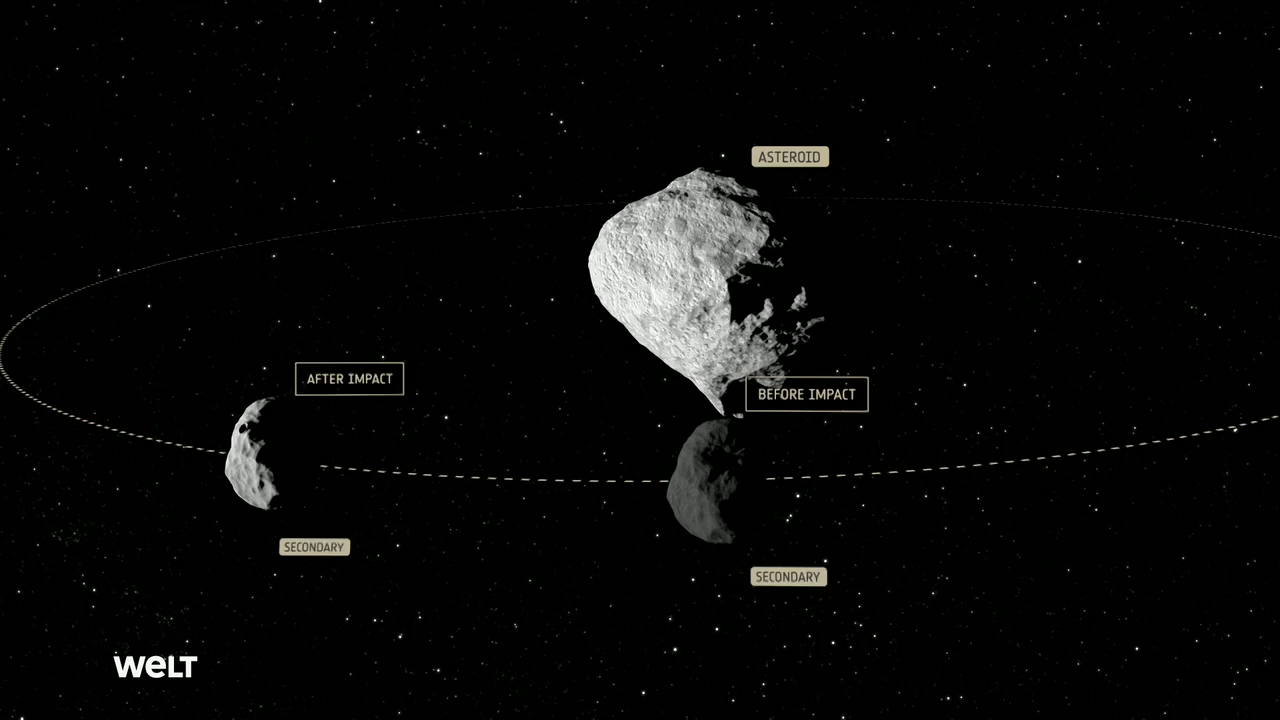 ASTEROID
AFTER IMPACT
BEFORE IMPACT
SECONDARY
SECONDARY
WELT